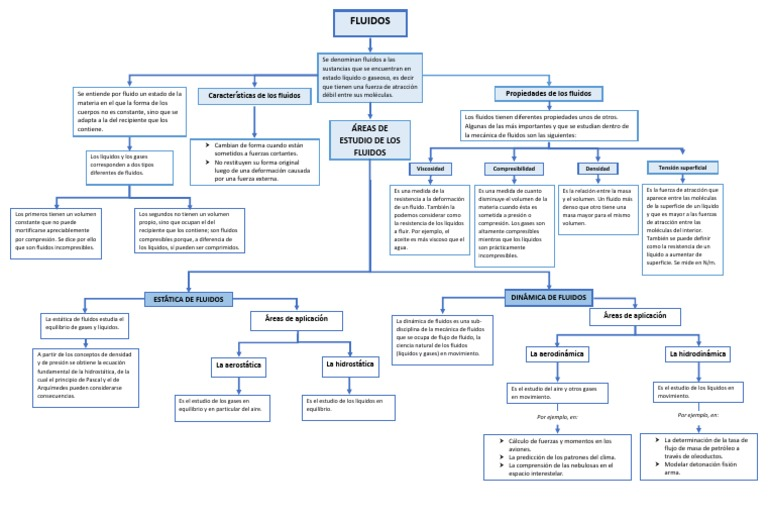 FLUIDOS
Se denominan fluidos a las
sustancias que se encuentran en
estado líquido o gaseoso, es decir
que tienen una fuerza de atracción
débil entre sus moléculas.
Se entiende por fluido un estado de la
materia en el que la forma de los
cuerpos no es constante, sino que se
adapta a la del recipiente que los
contiene.
Los líquidos y los gases
corresponden a dos tipos
diferentes de fluidos.
Los primeros tienen un volumen
constante que no puede
mortificarse apreciablemente
por compresión. Se dice por ello
que son fluidos incompresibles.
Los segundos no tienen un volumen
propio, sino que ocupan el del
recipiente que los contiene; son fluidos
compresibles porque, a diferencia de
los líquidos, sí pueden ser comprimidos.
Características de los fluidos
Cambian de forma cuando están
sometidos a fuerzas cortantes.
No restituyen su forma original
luego de una deformación causada
por una fuerza externa.
ÁREAS DE
ESTUDIO DE LOS
FLUIDOS
Propiedades de los fluidos
Los fluidos tienen diferentes propiedades unos de otros.
Algunas de las más importantes y que se estudian dentro de
la mecánica de fluidos son las siguientes:
Viscosidad
Es una medida de la
resistencia a la deformación
de un fluido. También la
podemos considerar como
la resistencia de los líquidos
a fluir. Por ejemplo, el
aceite es más viscoso que el
agua.
Compresibilidad
Es una medida de cuanto
disminuye el volumen de la
materia cuando ésta es
sometida a presión o
compresión. Los gases son
altamente compresibles
mientras que los líquidos
son prácticamente
incompresibles.
Densidad
Es la relación entre la masa
y el volumen. Un fluido más
denso que otro tiene una
masa mayor para el mismo
volumen.
Tensión superficial
Es la fuerza de atracción que
aparece entre las moléculas
de la superficie de un líquido
y que es mayor a las fuerzas
de atracción entre las
moléculas del interior.
También se puede definir
como la resistencia de un
líquido a aumentar de
superficie. Se mide en N/m.
ESTÁTICA DE FLUIDOS
La estática de fluidos estudia el
equilibrio de gases y líquidos.
A partir de los conceptos de densidad
y de presión se obtiene la ecuación
fundamental de la hidrostática, de la
cual el principio de Pascal y el de
Arquímedes pueden considerarse
consecuencias.
Áreas de aplicación
La aerostática
Es el estudio de los gases en
equilibrio y en particular del aire.
La hidrostática
Es el estudio de los líquidos en
equilibrio.
DINÁMICA DE FLUIDOS
La dinámica de fluidos es una sub-
disciplina de la mecánica de fluidos
que se ocupa de flujo de fluido, la
ciencia natural de los fluidos
(líquidos y gases) en movimiento.
Áreas de aplicación
La aerodinámica
Es el estudio del aire y otros gases
en movimiento.
Por ejemplo, en:
Cálculo de fuerzas y momentos en los
aviones.
La predicción de los patrones del clima.
La comprensión de las nebulosas en el
espacio interestelar.
La hidrodinámica
Es el estudio de los líquidos en
movimiento.
Por ejemplo, en:
La determinación de la tasa de
flujo de masa de petróleo a
través de oleoductos.
Modelar detonación fisión
arma.